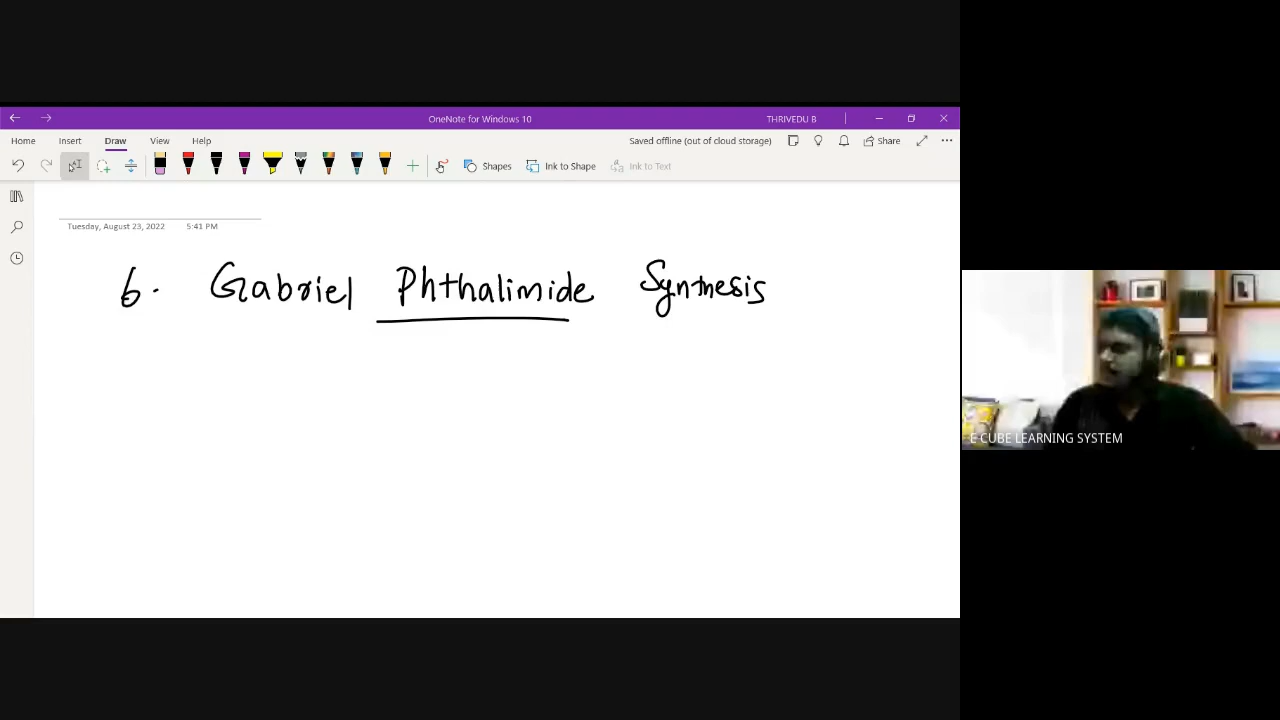 OneNote for Windows 10
THRIVEDU B
Home Insert Draw View Help
Saved offline (out of cloud storage)
Share
Shapes
Ink to Shape
Ink to Text
Tuesday, August 23, 2022 5:41 PM
6. Gabriel Phthalimide Synthesis
E CUBE LEARNING SYSTEM